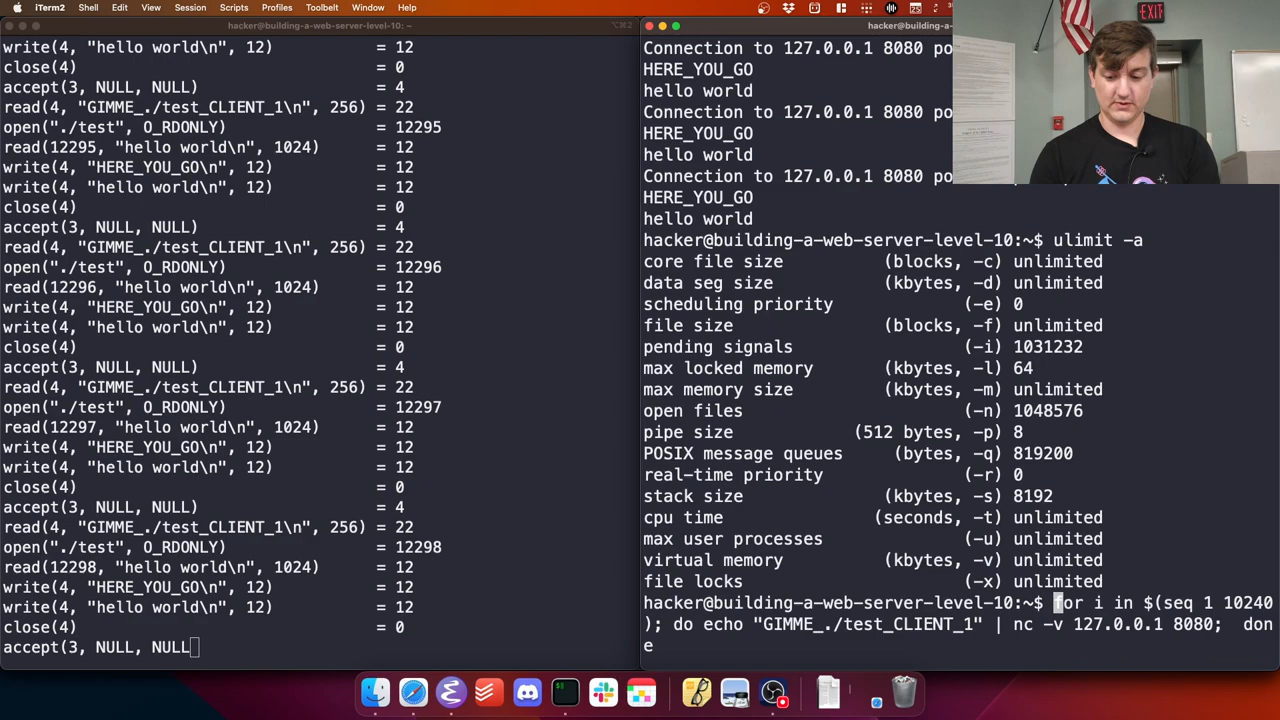 iTerm2 Shell Edit View Session Scripts Profiles Toolbelt Window Help
hacker@building-a-web-server-level-10:~
⌥⌘2
write(4, "hello world\n", 12) = 12
close(4) = 0
accept(3, NULL, NULL) = 4
read(4, "GIMME_./test_CLIENT_1\n", 256) = 22
open("./test", O_RDONLY) = 12295
read(12295, "hello world\n", 1024) = 12
write(4, "HERE_YOU_GO\n", 12) = 12
write(4, "hello world\n", 12) = 12
close(4) = 0
accept(3, NULL, NULL) = 4
read(4, "GIMME_./test_CLIENT_1\n", 256) = 22
open("./test", O_RDONLY) = 12296
read(12296, "hello world\n", 1024) = 12
write(4, "HERE_YOU_GO\n", 12) = 12
write(4, "hello world\n", 12) = 12
close(4) = 0
accept(3, NULL, NULL) = 4
read(4, "GIMME_./test_CLIENT_1\n", 256) = 22
open("./test", O_RDONLY) = 12297
read(12297, "hello world\n", 1024) = 12
write(4, "HERE_YOU_GO\n", 12) = 12
write(4, "hello world\n", 12) = 12
close(4) = 0
accept(3, NULL, NULL) = 4
read(4, "GIMME_./test_CLIENT_1\n", 256) = 22
open("./test", O_RDONLY) = 12298
read(12298, "hello world\n", 1024) = 12
write(4, "HERE_YOU_GO\n", 12) = 12
write(4, "hello world\n", 12) = 12
close(4) = 0
accept(3, NULL, NULL
hacker@building-a-web-server-level-10:
Connection to 127.0.0.1 8080 po
HERE_YOU_GO
hello world
Connection to 127.0.0.1 8080 po
HERE_YOU_GO
hello world
Connection to 127.0.0.1 8080 po
HERE_YOU_GO
hello world
hacker@building-a-web-server-level-10:~$ ulimit -a
core file size (blocks, -c) unlimited
data seg size (kbytes, -d) unlimited
scheduling priority (-e) 0
file size (blocks, -f) unlimited
pending signals (-i) 1031232
max locked memory (kbytes, -l) 64
max memory size (kbytes, -m) unlimited
open files (-n) 1048576
pipe size (512 bytes, -p) 8
POSIX message queues (bytes, -q) 819200
real-time priority (-r) 0
stack size (kbytes, -s) 8192
cpu time (seconds, -t) unlimited
max user processes (-u) unlimited
virtual memory (kbytes, -v) unlimited
file locks (-x) unlimited
hacker@building-a-web-server-level-10:~$ for i in $(seq 1 10240
); do echo "GIMME_./test_CLIENT_1" | nc -v 127.0.0.1 8080;  don
e
EXIT